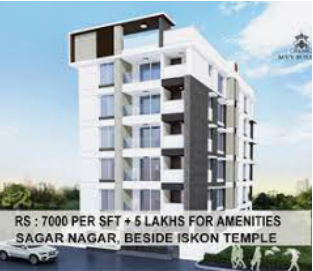 RS : 7000 PER SFT + 5 LAKHS FOR AMENITIES
SAGAR NAGAR, BESIDE ISKON TEMPLE